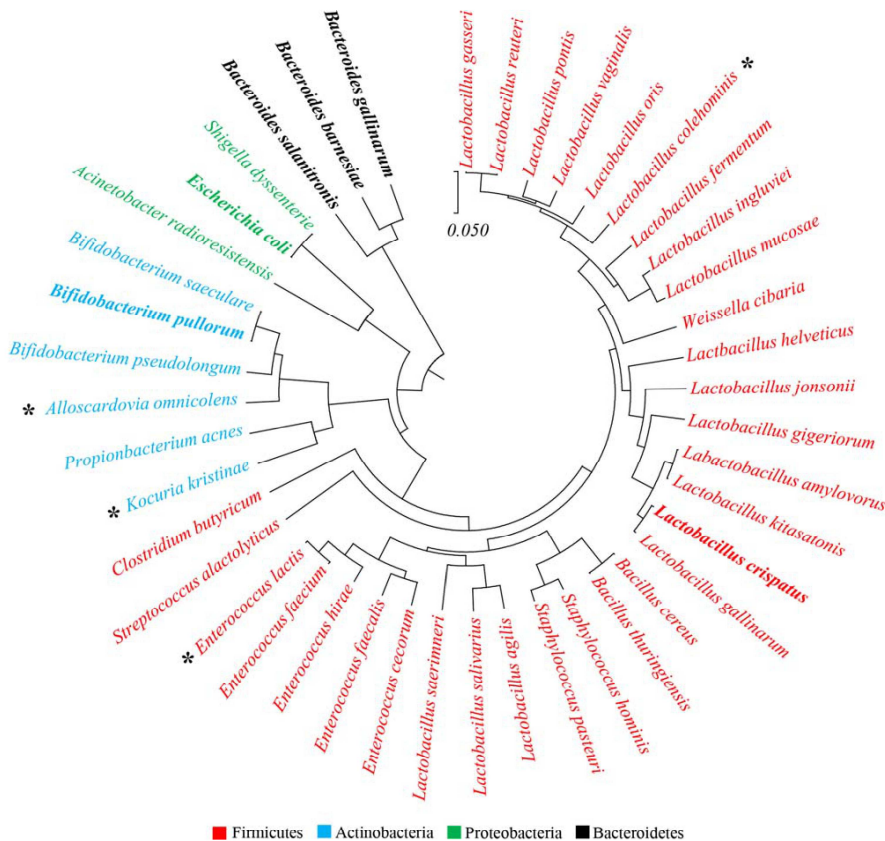 Lactobacillus gasseri
Lactobacillus reuteri
Lactobacillus pontis
Lactobacillus vaginalis
Lactobacillus oris
Lactobacillus colehominis *
Lactobacillus fermentum
Lactobacillus ingluviei
Lactobacillus mucosae
Weissella cibaria
Lactbacillus helveticus
Lactobacillus jonsonii
Lactobacillus gigeriorum
Labactobacillus amylovorus
Lactobacillus kitasatonis
Lactobacillus crispatus
Lactobacillus gallinarum
Bacillus cereus
Bacillus thuringiensis
Staphylococcus hominis
Staphylococcus pasteuri
Lactobacillus agilis
Lactobacillus salivarius
Lactobacillus saerimneri
Enterococcus cecorum
Enterococcus faecalis
Enterococcus hirae
Enterococcus faecium
* Enterococcus lactis
Streptococcus alactolyticus
Clostridium butyricum
* Kocuria kristinae
Propionbacterium acnes
* Alloscardovia omnicolens
Bifidobacterium pseudolongum
Bifidobacterium pullorum
Bifidobacterium saeculare
Acinetobacter radioresistensis
Escherichia coli
Shigella dyssenterie
Bacteroides salanitronis
Bacteroides barnesiae
Bacteroides gallinarum
0.050
Firmicutes Actinobacteria Proteobacteria Bacteroidetes